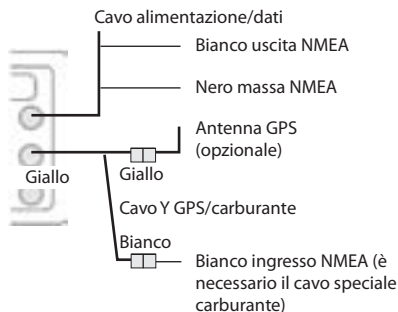 Cavo alimentazione/dati
Bianco uscita NMEA
Nero massa NMEA
Antenna GPS
(opzionale)
Giallo
Giallo
Cavo Y GPS/carburante
Bianco
Bianco ingresso NMEA (è
necessario il cavo speciale
carburante)